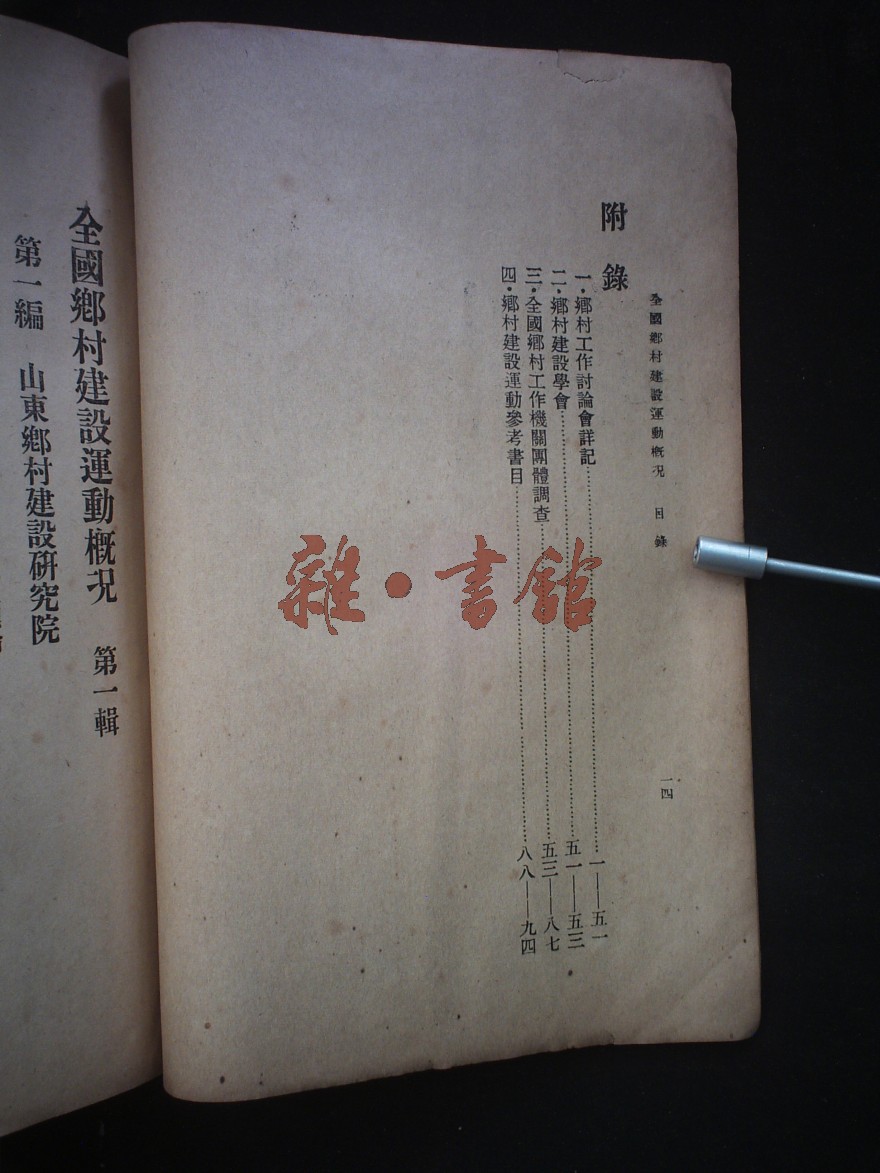 全國鄉村建設運動概況 目錄
一四
附錄
一·鄉村工作討論會詳記……一——五一
二·鄉村建設學會……五一——五三
三·全國鄉村工作機關團體調查……五三——八七
四·鄉村建設運動參考書目……八八——九四
雜·書館
全國鄉村建設運動概況 第一輯
第一編 山東鄉村建設研究院